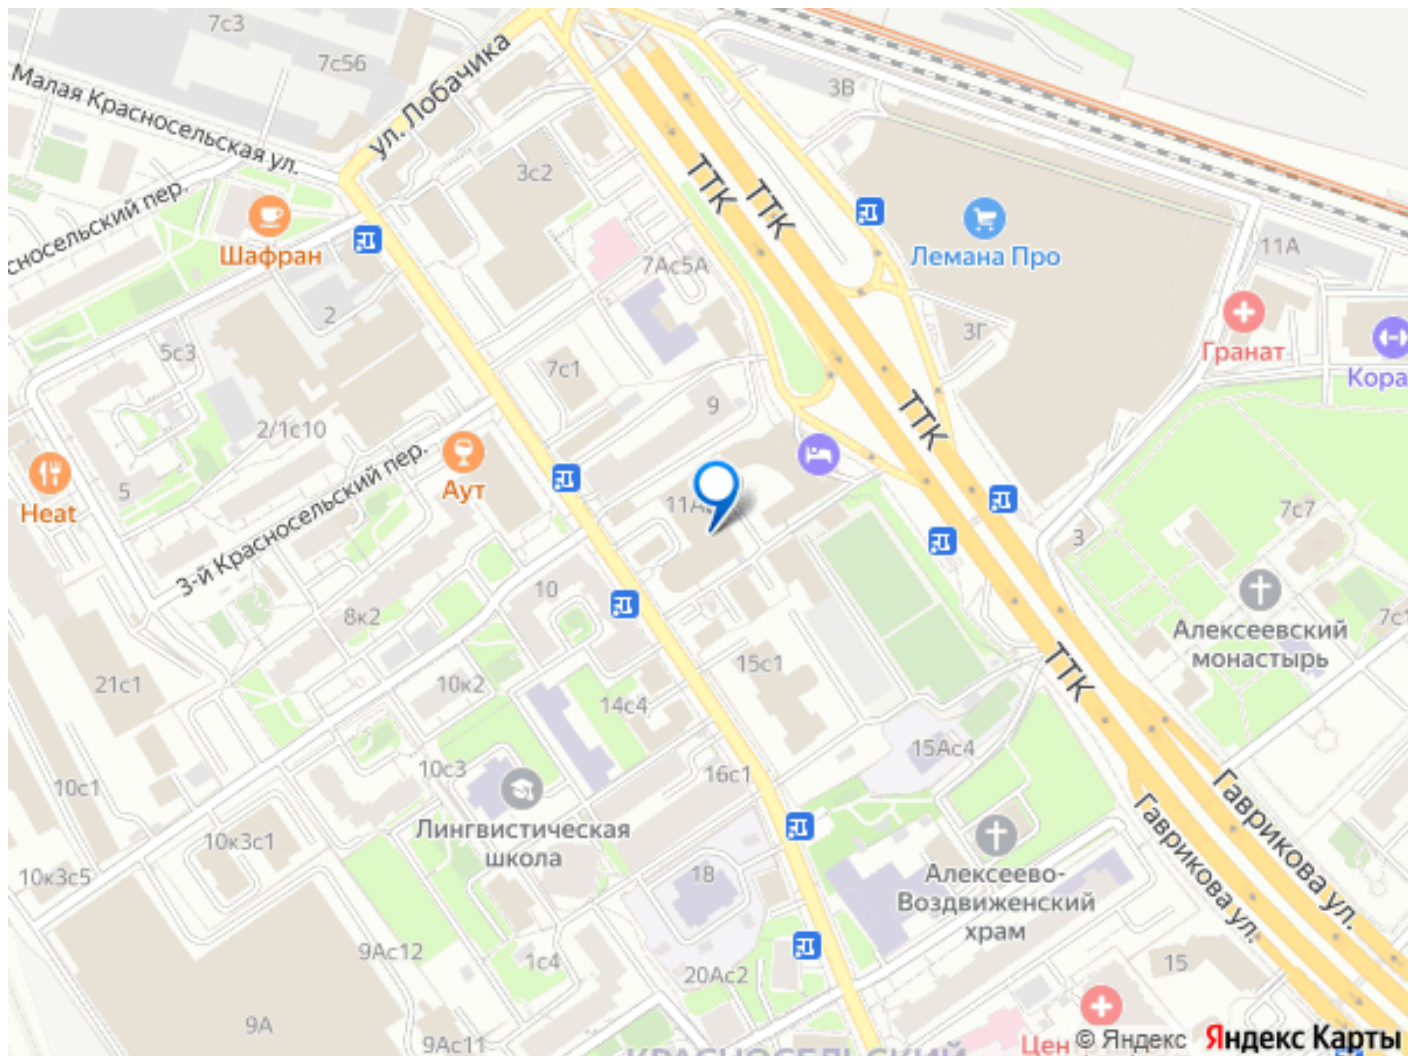 7с3
7с56
ул. Лобачика
Малая Красносельская ул.
3В
3с2
ТТК
ТТК
сносельский пер.
Шафран
7Ас5А
Лемана Про
11А
2
3Г
Гранат
5с3
7с1
Кора
9
ТТК
2/1с10
5
Аут
Heat
3-й Красносельский пер.
11А
7с7
3
10
8к2
7с1
Алексеевский
монастырь
15с1
ТТК
21с1
10к2
14с4
15Ас4
10с3
16с1
10с1
Гаврикова ул.
Гаврикова ул.
Лингвистическая
школа
10к3с1
10к3с5
18
Алексеево-
Воздвиженский
храм
9Ас12
1с4
20Ас2
15
9А
9Ас11
КРАСНОСЕЛЬСКИЙ
Цен
© Яндекс
Яндекс Карты